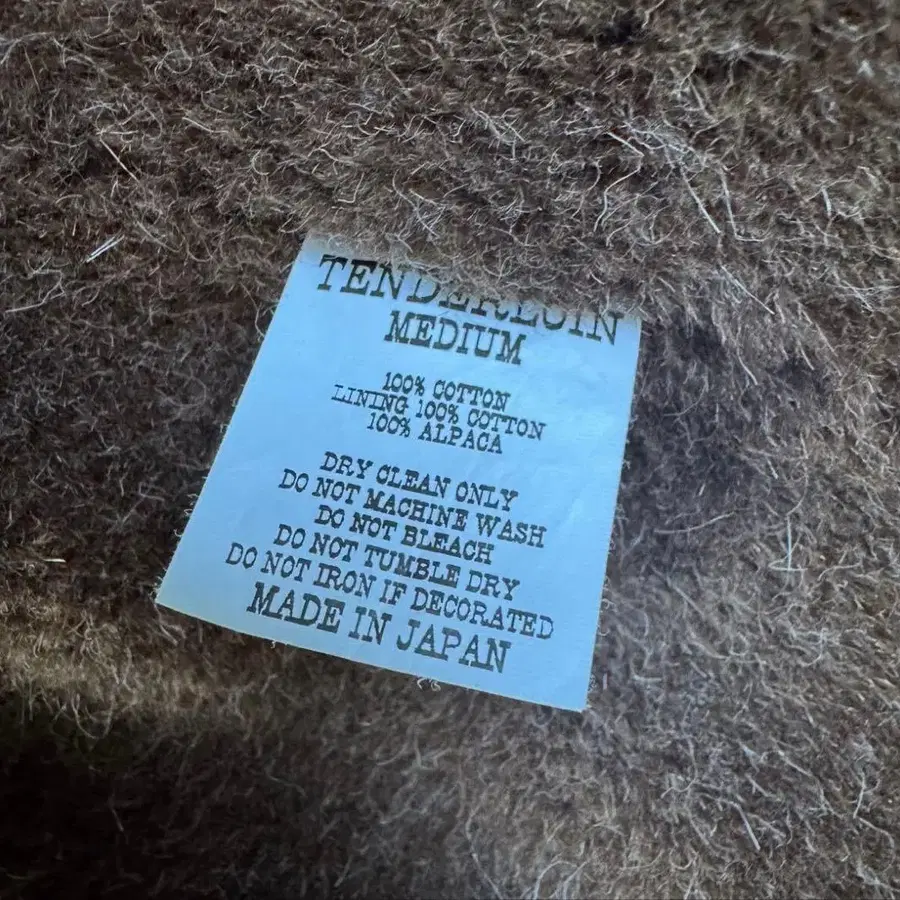 TENDERLOIN
MEDIUM
100% COTTON
LINING 100% COTTON
100% ALPACA
DRY CLEAN ONLY
DO NOT MACHINE WASH
DO NOT BLEACH
DO NOT TUMBLE DRY
DO NOT IRON IF DECORATED
MADE IN JAPAN